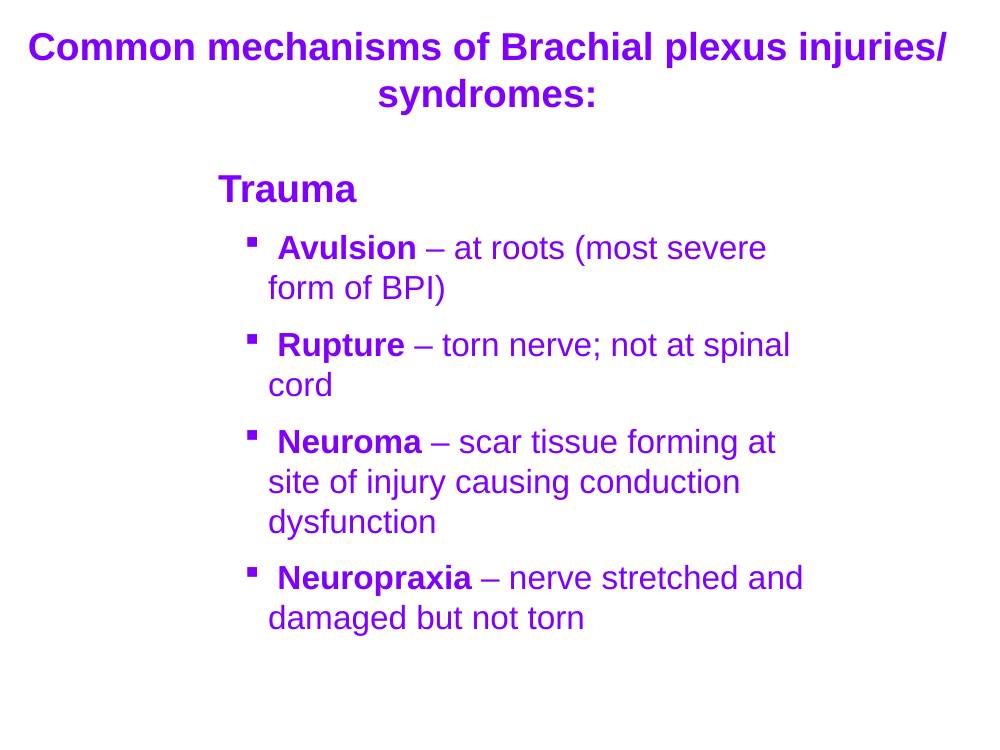 Common mechanisms of Brachial plexus injuries/
syndromes:
Trauma
▪ Avulsion – at roots (most severe
form of BPI)
▪ Rupture – torn nerve; not at spinal
cord
▪ Neuroma – scar tissue forming at
site of injury causing conduction
dysfunction
▪ Neuropraxia – nerve stretched and
damaged but not torn